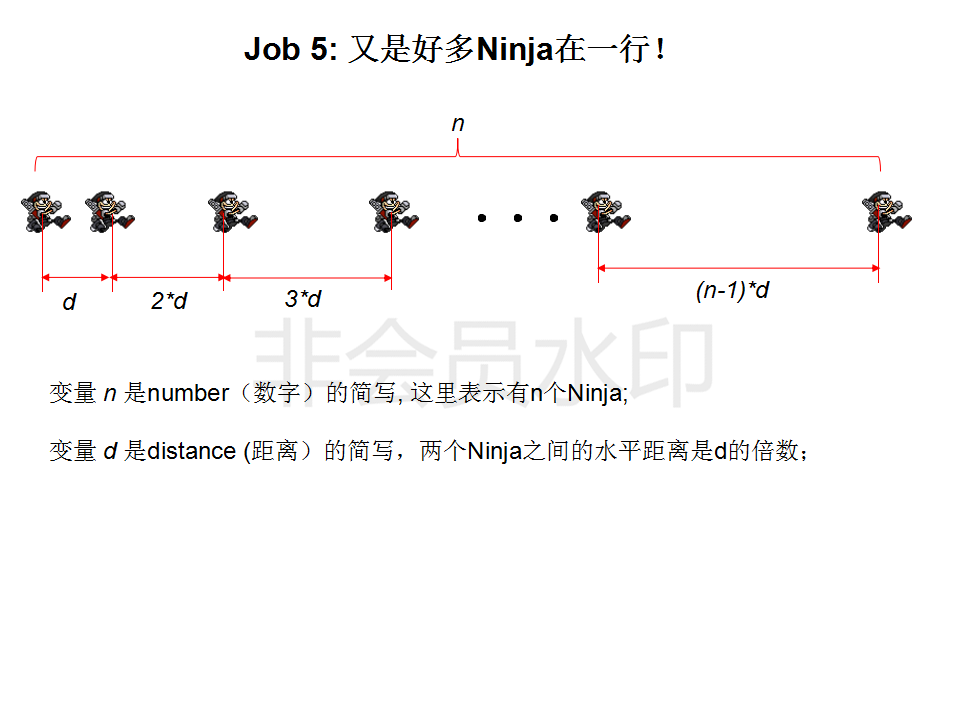 Job 5: 又是好多Ninja在一行！
n
d
2*d
3*d
(n-1)*d
非会员水印
变量 n 是number（数字）的简写, 这里表示有n个Ninja;
变量 d 是distance (距离）的简写，两个Ninja之间的水平距离是d的倍数；